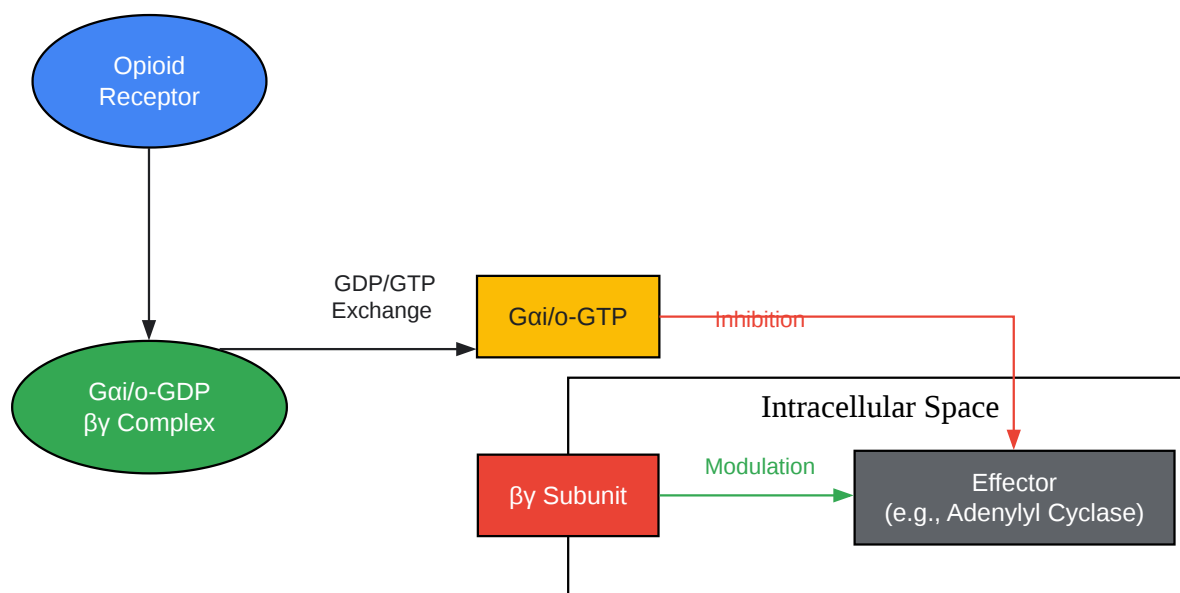 Opioid
Receptor
GDP/GTP
Exchange
Gαi/o-GTP
Inhibition
Gαi/o-GDP
βγ Complex
Intracellular Space
βγ Subunit
Modulation
Effector
(e.g., Adenylyl Cyclase)